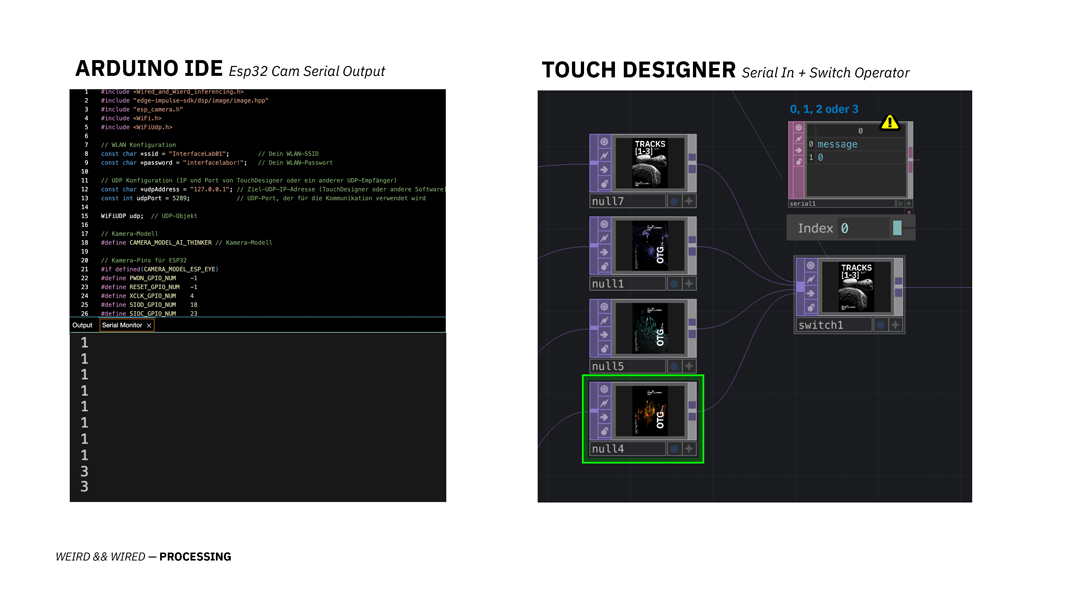 ARDUINO IDE Esp32 Cam Serial Output
1 #include <Wired_and_Wierd_inferencing.h>
2 #include "edge-impulse-sdk/dsp/image/image.hpp"
3 #include "esp_camera.h"
4 #include <WiFi.h>
5 #include <WiFiUdp.h>
6
7 // WLAN Konfiguration
8 const char *ssid = "InterfaceLab01"; // Dein WLAN-SSID
9 const char *password = "interfacelabor!"; // Dein WLAN-Passwort
10
11 // UDP Konfiguration (IP und Port von TouchDesigner oder ein anderer UDP-Empfänger)
12 const char *udpAddress = "127.0.0.1"; // Ziel-UDP-IP-Adresse (TouchDesigner oder andere Software
13 const int udpPort = 5289; // UDP-Port, der für die Kommunikation verwendet wird
14
15 WiFiUDP udp; // UDP-Objekt
16
17 // Kamera-Modell
18 #define CAMERA_MODEL_AI_THINKER // Kamera-Modell
19
20 // Kamera-Pins für ESP32
21 #if defined(CAMERA_MODEL_ESP_EYE)
22 #define PWDN_GPIO_NUM -1
23 #define RESET_GPIO_NUM -1
24 #define XCLK_GPIO_NUM 4
25 #define SIOD_GPIO_NUM 18
26 #define SIOC_GPIO_NUM 23
Output Serial Monitor ×
1
1
1
1
1
1
1
1
3
3
TOUCH DESIGNER Serial In + Switch Operator
0, 1, 2 oder 3
0
0 message
1 0
serial1
Index 0
TRACKS
[1-3]
null7
OTG
null1
OTG
null5
OTG
null4
TRACKS
[1-3]
switch1
WEIRD && WIRED — PROCESSING